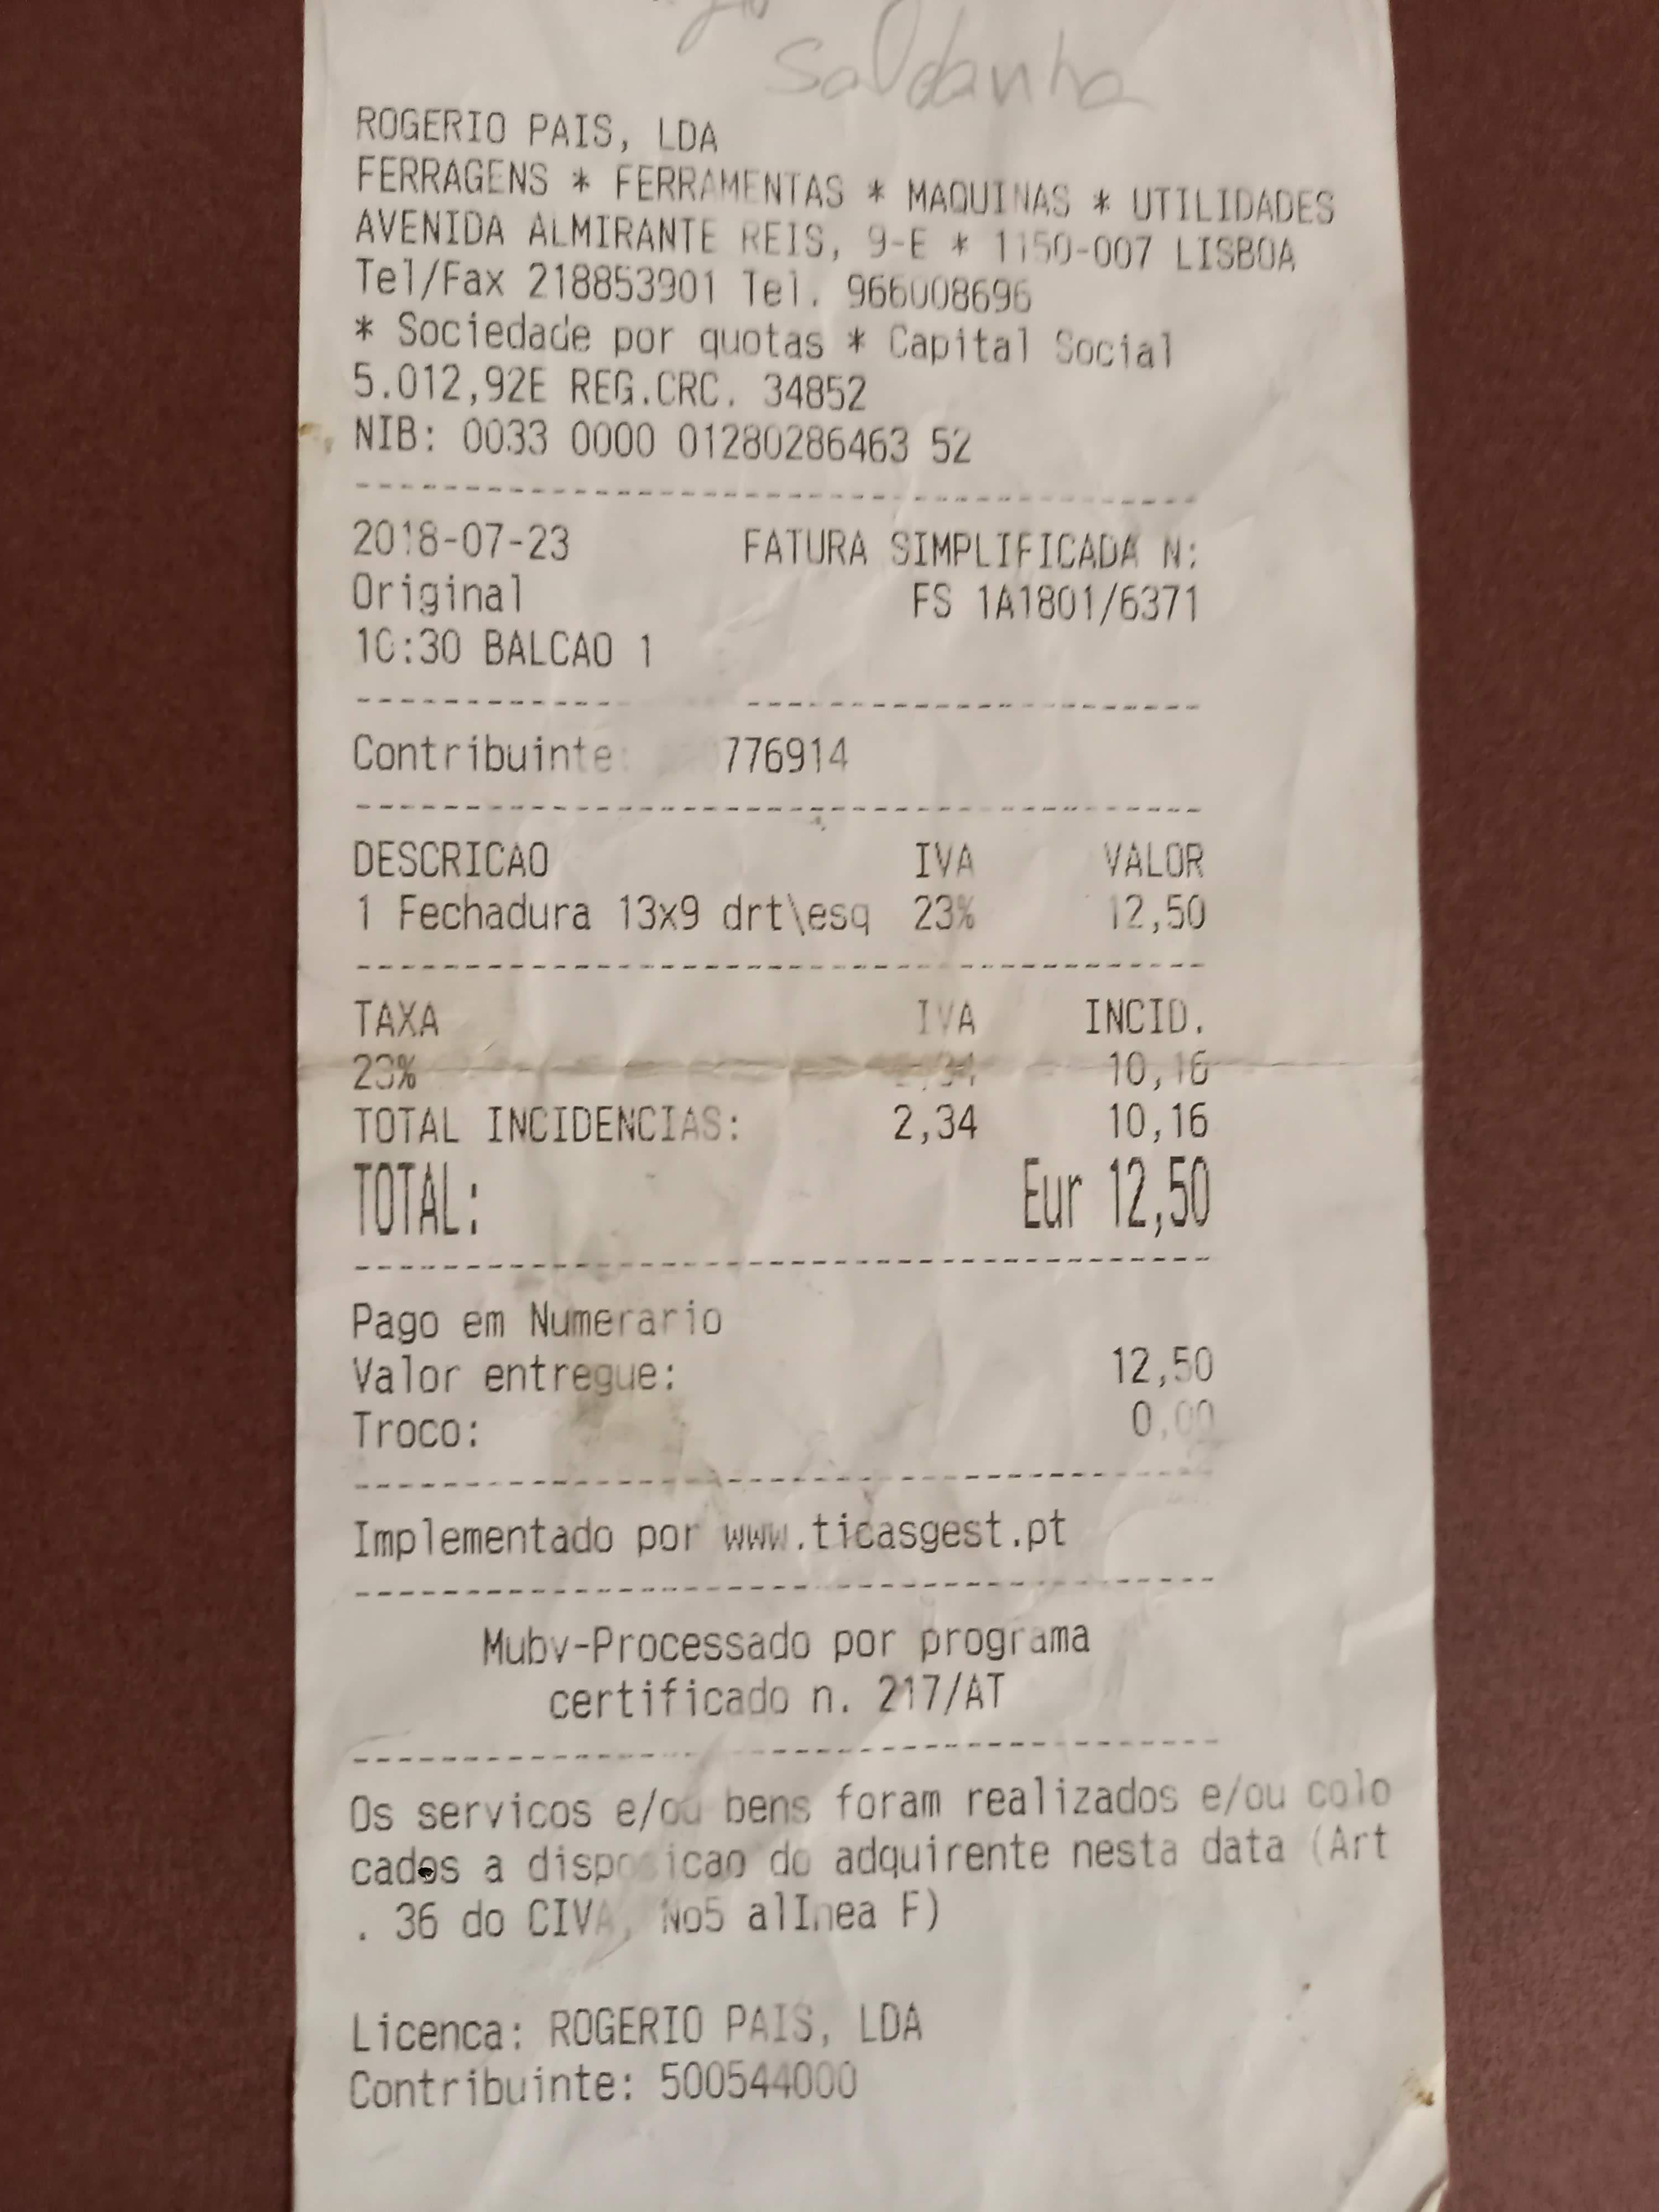 Saldanha
ROGERIO PAIS, LDA
FERRAGENS * FERRAMENTAS * MAQUINAS * UTILIDADES
AVENIDA ALMIRANTE REIS, 9-E * 1150-007 LISBOA
Tel/Fax 218853901 Tel. 966008696
* Sociedade por quotas * Capital Social
5.012,92E REG.CRC. 34852
NIB: 0033 0000 01280286463 52
2018-07-23 FATURA SIMPLIFICADA N:
Original FS 1A1801/6371
10:30 BALCAO 1
Contribuinte:
DESCRICAO IVA VALOR
1 Fechadura 13x9 drt\esq 23% 12,50
TAXA IVA INCID.
23% 10,16
TOTAL INCIDENCIAS: 2,34 10,16
TOTAL: Eur 12,50
Pago em Numerario
Valor entregue: 12,50
Troco: 0,00
Implementado por www.ticasgest.pt
Mubv-Processado por programa
certificado n. 217/AT
Os servicos e/ou bens foram realizados e/ou colo
cados a disposicao do adquirente nesta data (Art
. 36 do CIVA, No5 alInea F)
Licenca: ROGERIO PAIS, LDA
Contribuinte: 500544000